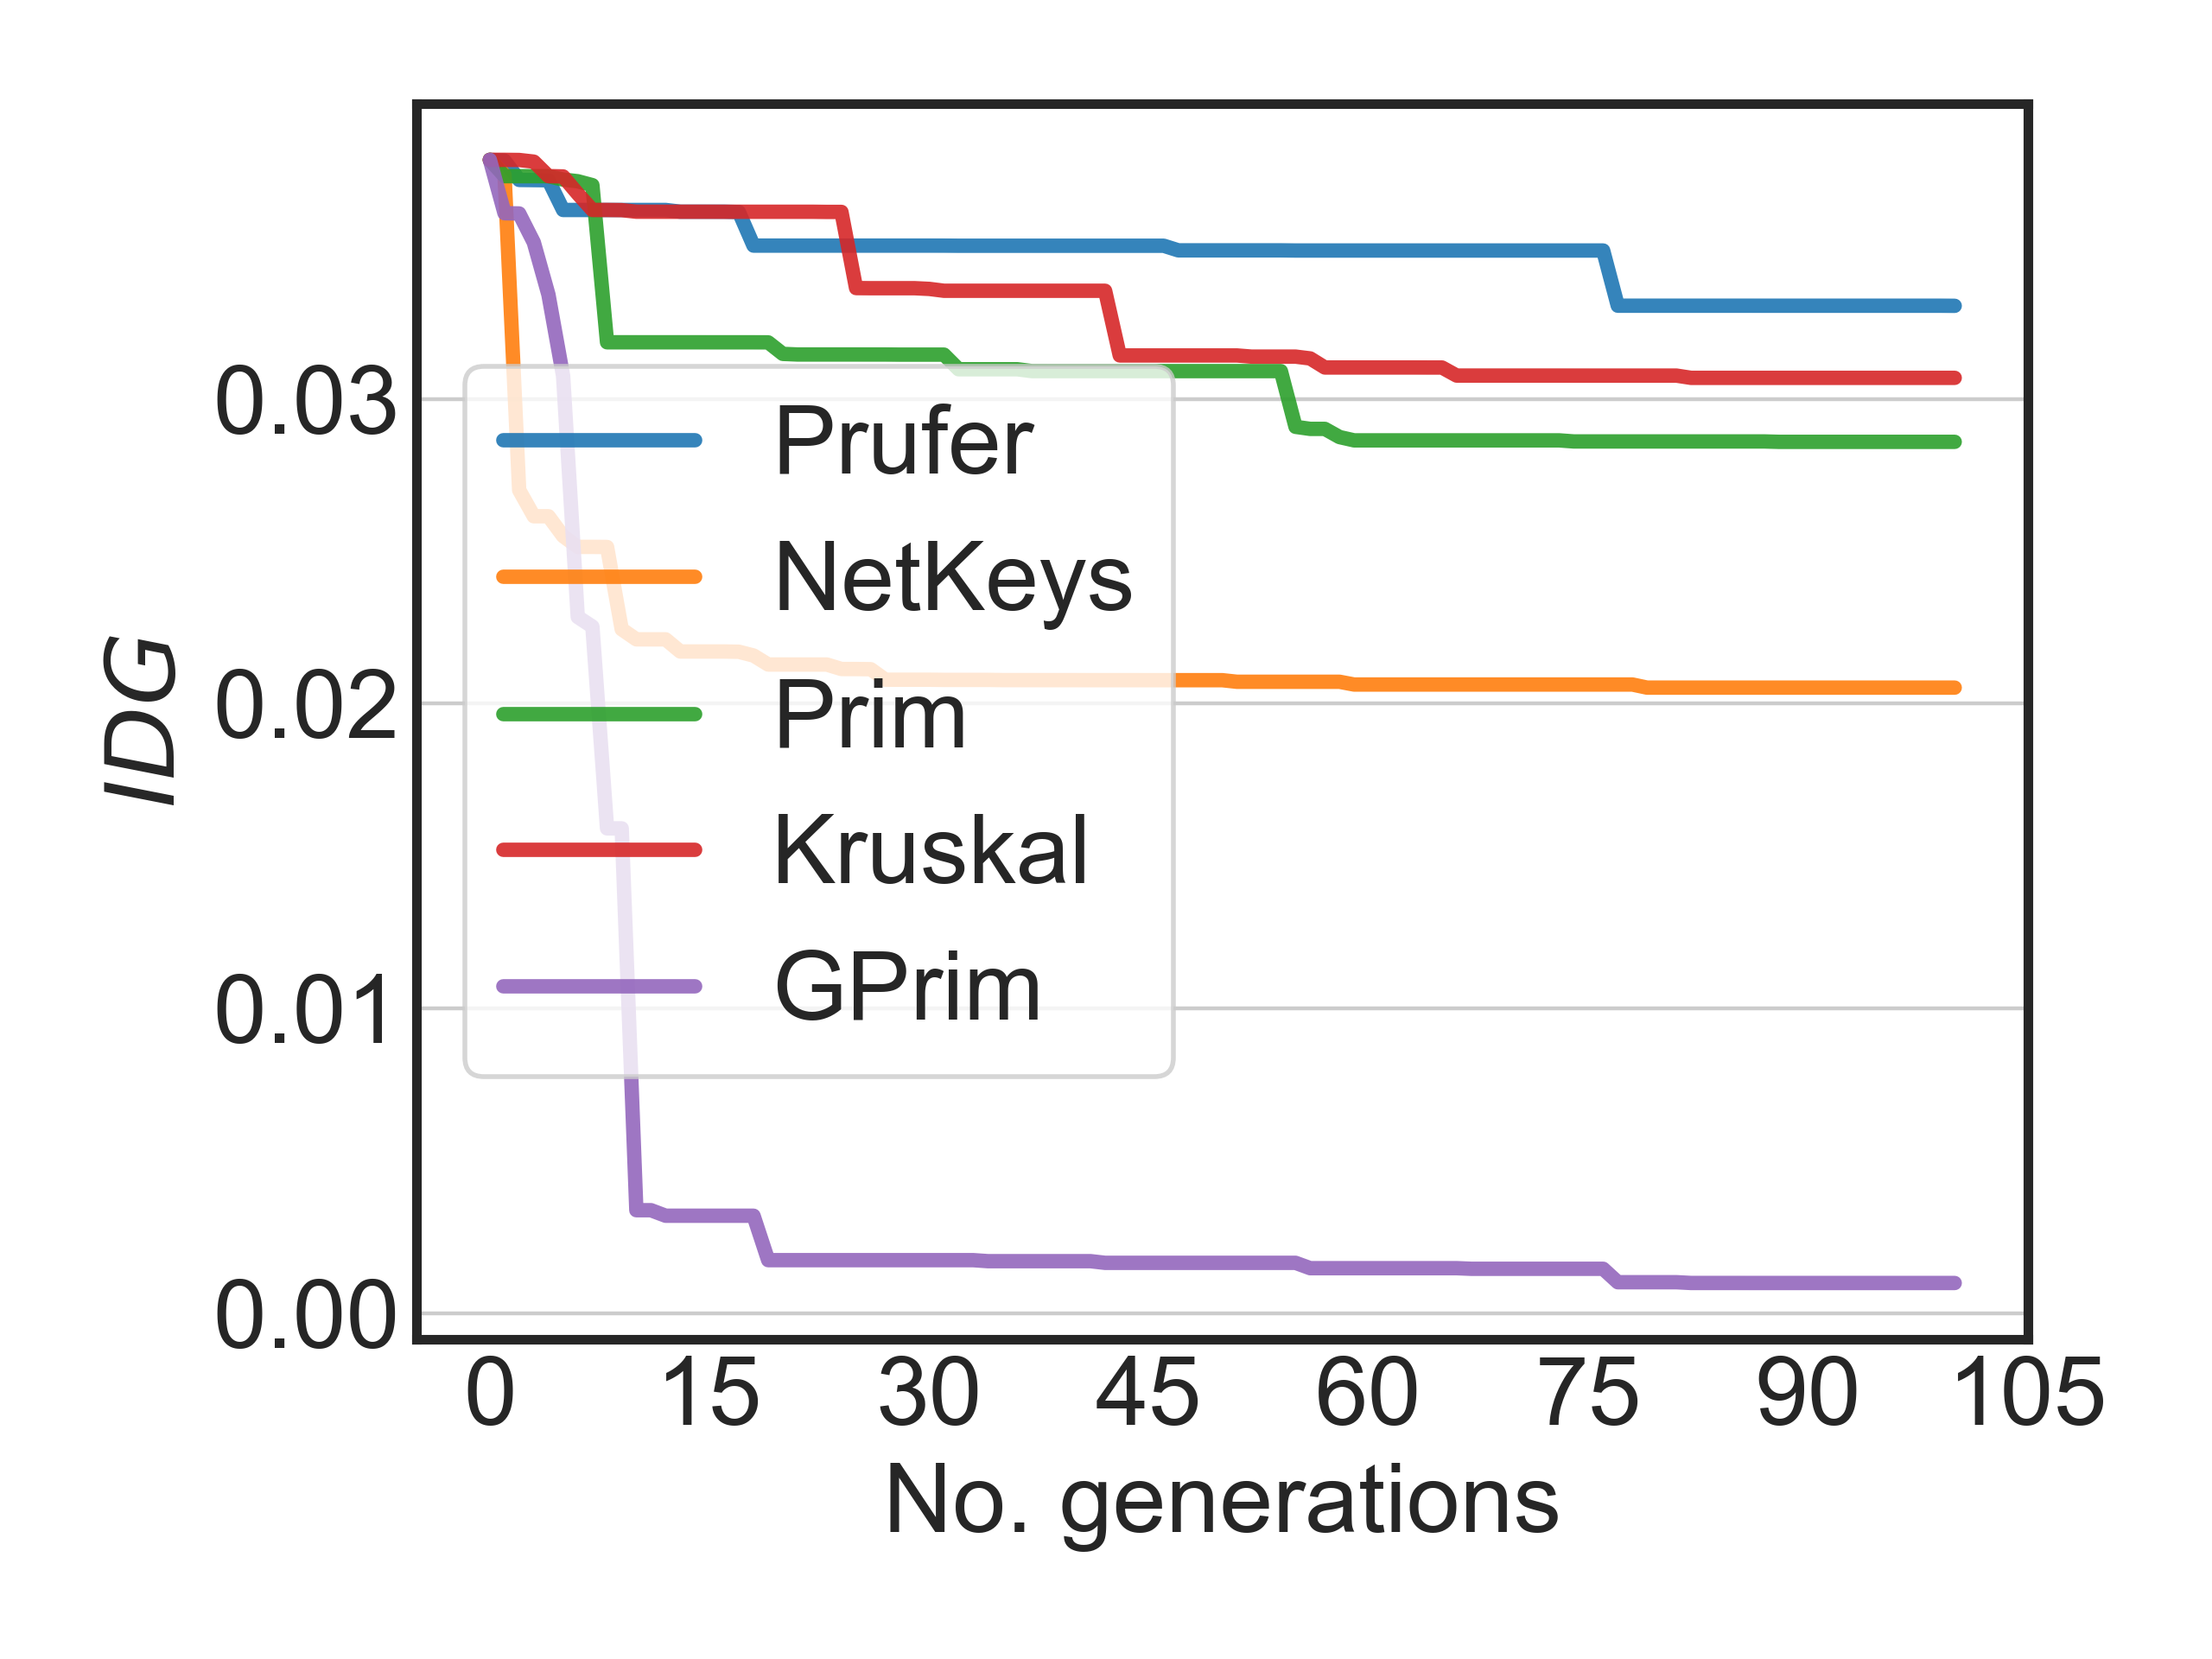 0.03
0.02
0.01
0.00
IDG
Prufer
NetKeys
Prim
Kruskal
GPrim
0 15 30 45 60 75 90 105
No. generations